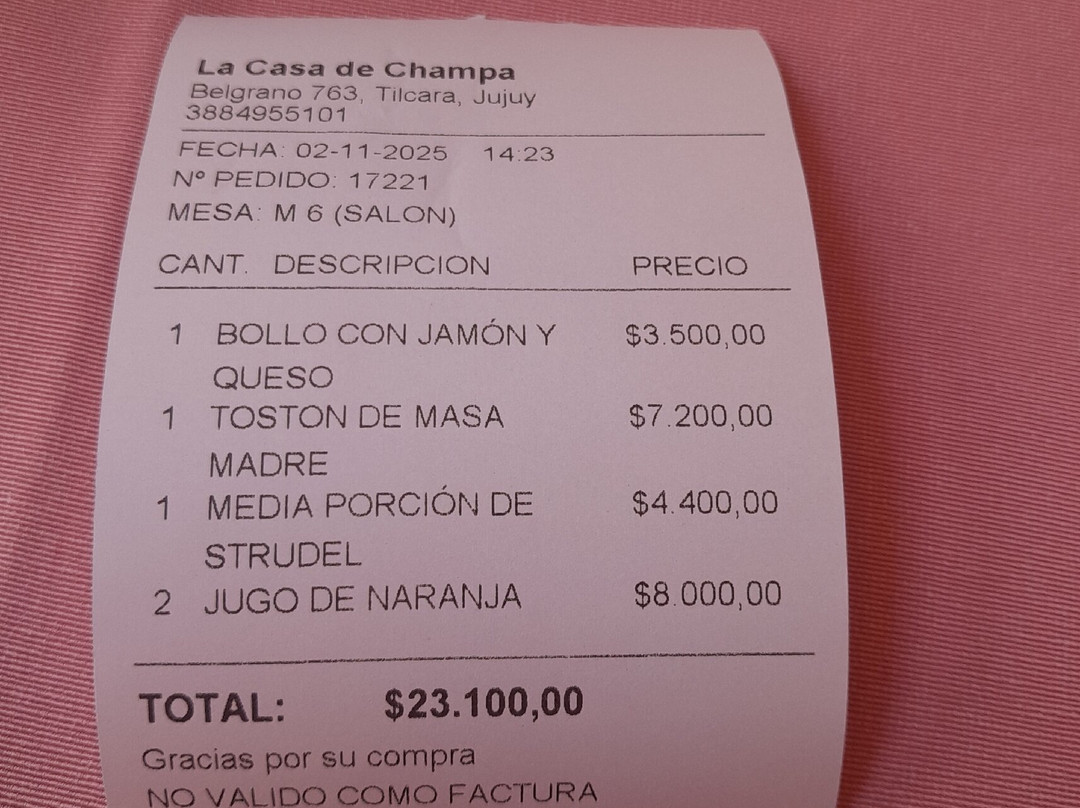 La Casa de Champa
Belgrano 763, Tilcara, Jujuy
3884955101
FECHA: 02-11-2025 14:23
Nº PEDIDO: 17221
MESA: M 6 (SALON)
CANT. DESCRIPCION PRECIO
1 BOLLO CON JAMÓN Y $3.500,00
QUESO
1 TOSTON DE MASA $7.200,00
MADRE
1 MEDIA PORCIÓN DE $4.400,00
STRUDEL
2 JUGO DE NARANJA $8.000,00
TOTAL: $23.100,00
Gracias por su compra
NO VALIDO COMO FACTURA